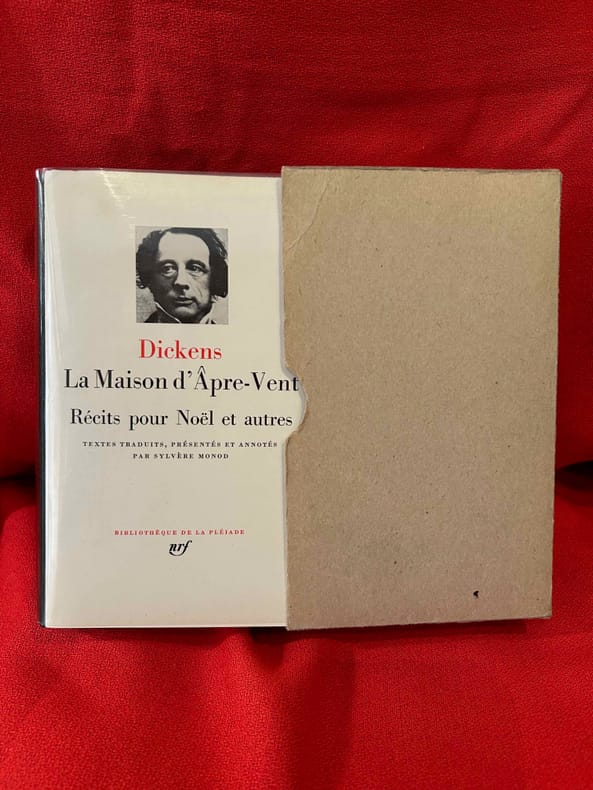 Dickens
La Maison d'Âpre-Vent
Récits pour Noël et autres
TEXTES TRADUITS, PRÉSENTÉS ET ANNOTÉS
PAR SYLVÈRE MONOD
BIBLIOTHÈQUE DE LA PLÉIADE
nrf